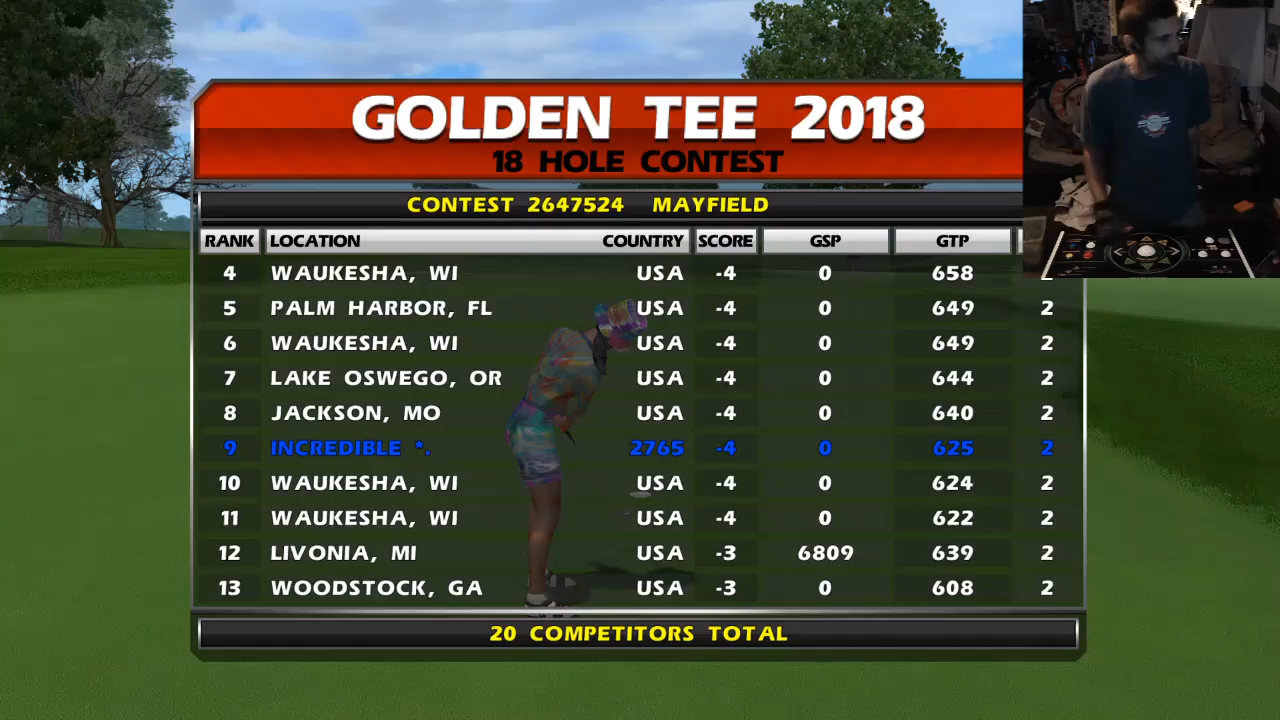 GOLDEN TEE 2018
18 HOLE CONTEST
CONTEST 2647524 MAYFIELD
RANK LOCATION COUNTRY SCORE GSP GTP
4 WAUKESHA, WI USA -4 0 658
5 PALM HARBOR, FL USA -4 0 649 2
6 WAUKESHA, WI USA -4 0 649 2
7 LAKE OSWEGO, OR USA -4 0 644 2
8 JACKSON, MO USA -4 0 640 2
9 INCREDIBLE *. 2765 -4 0 625 2
10 WAUKESHA, WI USA -4 0 624 2
11 WAUKESHA, WI USA -4 0 622 2
12 LIVONIA, MI USA -3 6809 639 2
13 WOODSTOCK, GA USA -3 0 608 2
20 COMPETITORS TOTAL